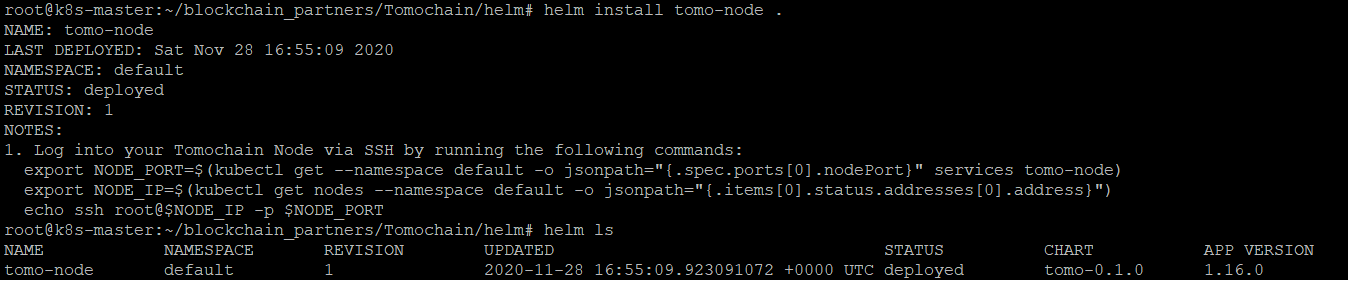 root@k8s-master:~/blockchain_partners/Tomochain/helm# helm install tomo-node .
NAME: tomo-node
LAST DEPLOYED: Sat Nov 28 16:55:09 2020
NAMESPACE: default
STATUS: deployed
REVISION: 1
NOTES:
1. Log into your Tomochain Node via SSH by running the following commands:
  export NODE_PORT=$(kubectl get --namespace default -o jsonpath="{.spec.ports[0].nodePort}" services tomo-node)
  export NODE_IP=$(kubectl get nodes --namespace default -o jsonpath="{.items[0].status.addresses[0].address}")
  echo ssh root@$NODE_IP -p $NODE_PORT
root@k8s-master:~/blockchain_partners/Tomochain/helm# helm ls
NAME            NAMESPACE       REVISION        UPDATED                                 STATUS          CHART           APP VERSION
tomo-node       default         1               2020-11-28 16:55:09.923091072 +0000 UTC deployed        tomo-0.1.0      1.16.0